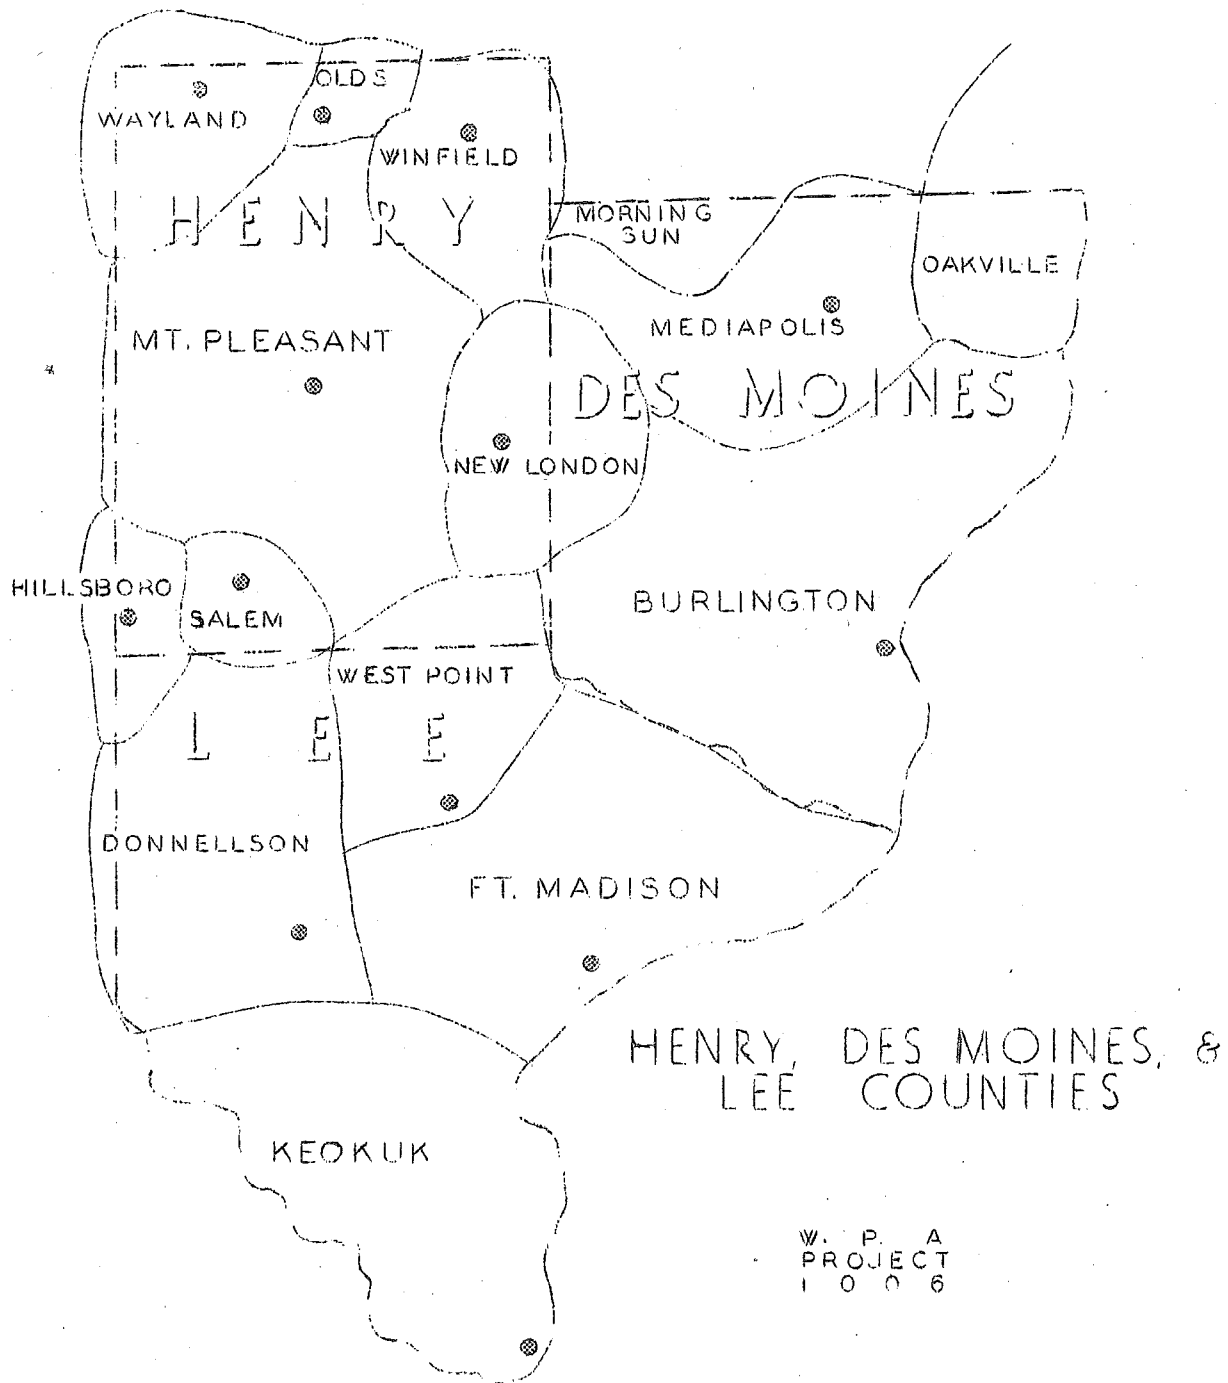 OLDS
WAYLAND
WINFIELD
HENRY
MORNING
SUN
OAKVILLE
MEDIAPOLIS
MT. PLEASANT
DES MOINES
NEW LONDON
HILLSBORO
SALEM
BURLINGTON
WEST POINT
LEE
DONNELLSON
FT. MADISON
HENRY, DES MOINES, &
LEE COUNTIES
KEOKUK
W. P. A
PROJECT
1006